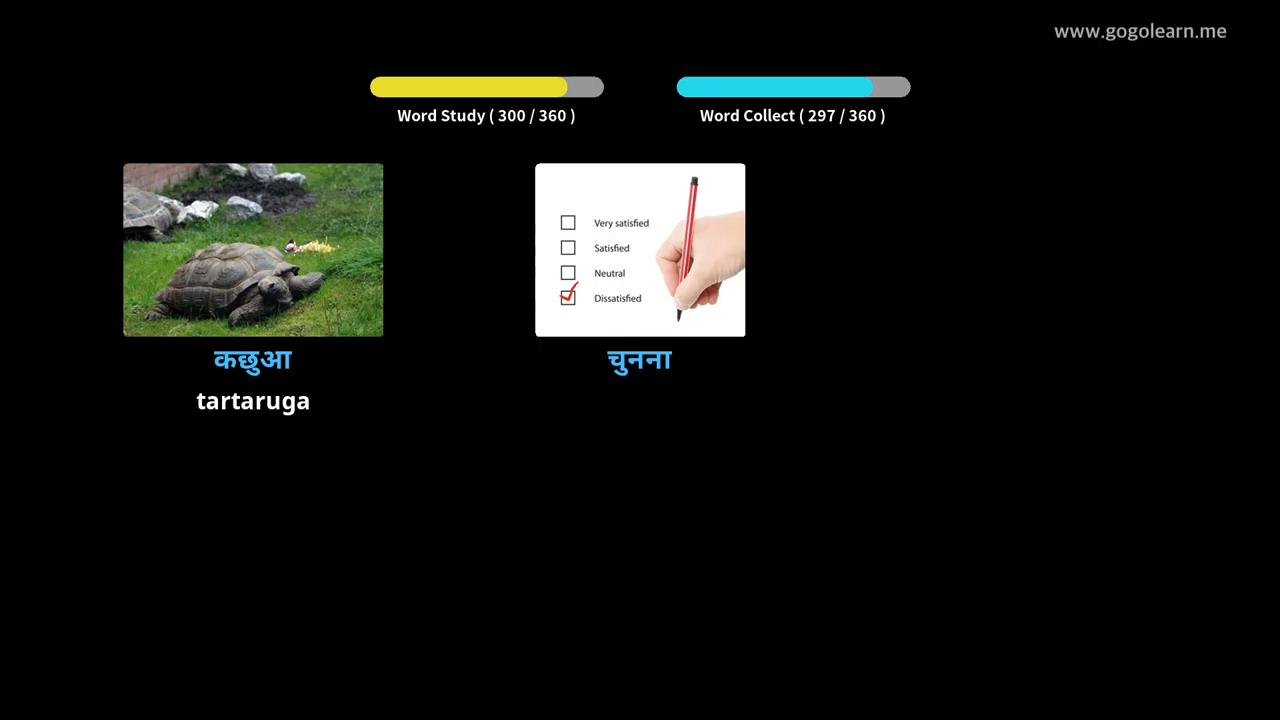 www.gogolearn.me
Word Study ( 300 / 360 )
Word Collect ( 297 / 360 )
Very satisfied
Satisfied
Neutral
Dissatisfied
कछुआ
चुनना
tartaruga